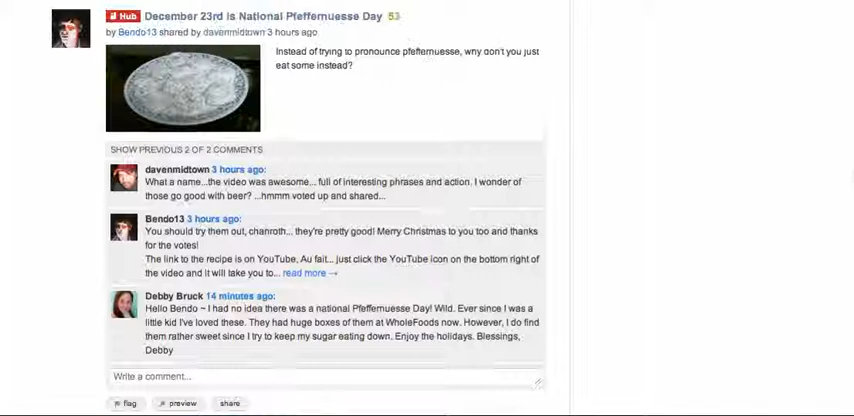 Hub December 23rd is National Pfeffernuesse Day 53
by Bendo13 shared by davenmidtown 3 hours ago
Instead of trying to pronounce pfeffernuesse, why don't you just
eat some instead?
SHOW PREVIOUS 2 OF 2 COMMENTS
davenmidtown 3 hours ago:
What a name...the video was awesome... full of interesting phrases and action. I wonder of
those go good with beer? ...hmmm voted up and shared...
Bendo13 3 hours ago:
You should try them out, chanroth... they're pretty good! Merry Christmas to you too and thanks
for the votes!
The link to the recipe is on YouTube, Au fait... just click the YouTube icon on the bottom right of
the video and it will take you to... read more →
Debby Bruck 14 minutes ago:
Hello Bendo ~ I had no idea there was a national Pfeffernuesse Day! Wild. Ever since I was a
little kid I've loved these. They had huge boxes of them at WholeFoods now. However, I do find
them rather sweet since I try to keep my sugar eating down. Enjoy the holidays. Blessings,
Debby
Write a comment...
flag preview share